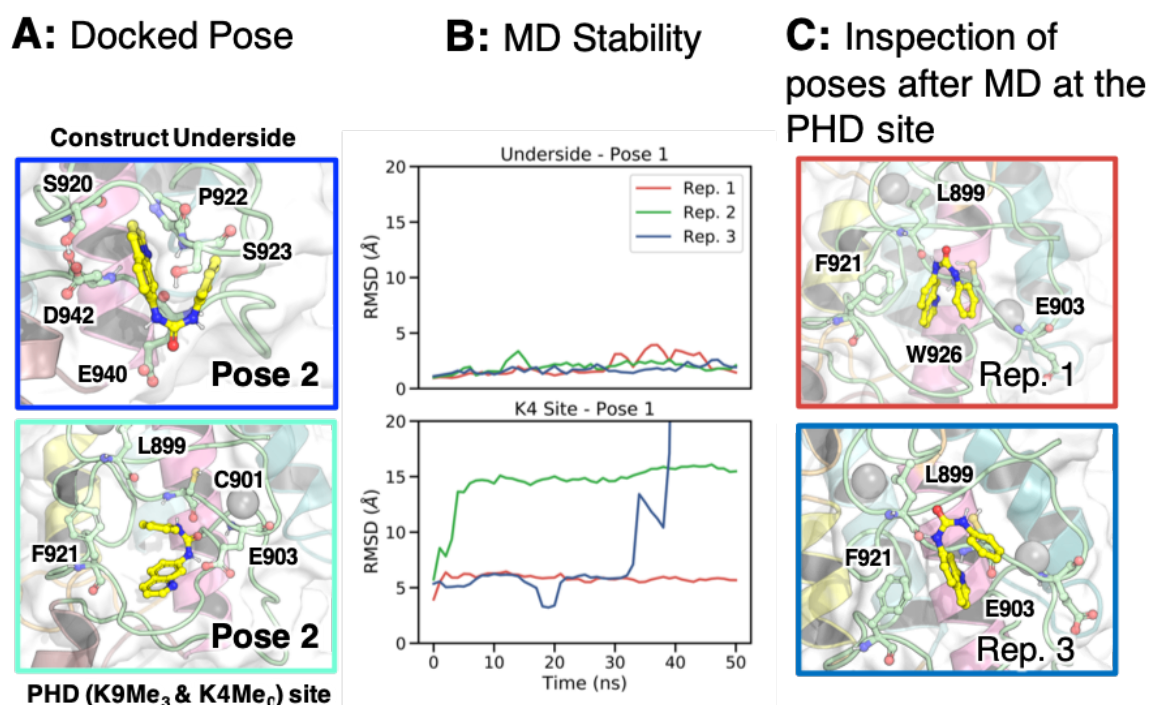 A: Docked Pose
B: MD Stability
C: Inspection of
poses after MD at the
PHD site
Construct Underside
S920
P922
S923
D942
E940
Pose 2
L899
C901
F921
E903
Pose 2
PHD (K9Me3 & K4Me0) site
Underside - Pose 1
20
15
10
5
0
RMSD (Å)
Rep. 1
Rep. 2
Rep. 3
K4 Site - Pose 1
20
15
10
5
0
RMSD (Å)
0 10 20 30 40 50
Time (ns)
L899
F921
E903
W926
Rep. 1
L899
F921
E903
Rep. 3